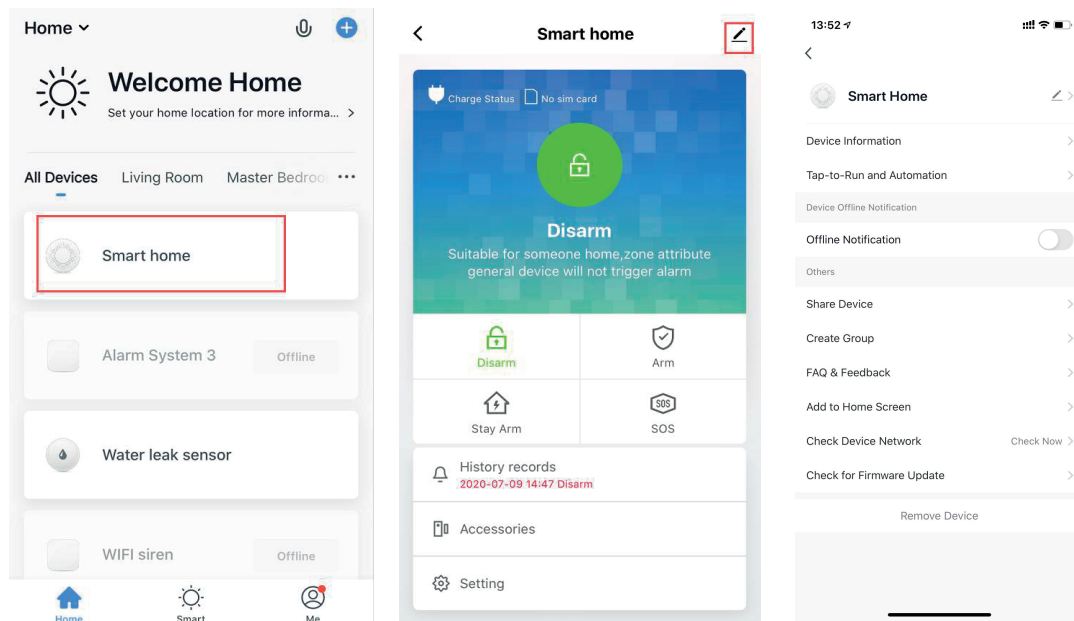 Home
Welcome Home
Set your home location for more informa...
All Devices Living Room Master Bedroo ...
Smart home
Alarm System 3 Offline
Water leak sensor
WIFI siren Offline
Home Smart Me
Smart home
Charge Status No sim card
Disarm
Suitable for someone home,zone attribute
general device will not trigger alarm
Disarm Arm
SOS
Stay Arm SOS
History records
2020-07-09 14:47 Disarm
Accessories
Setting
13:52
Smart Home
Device Information
Tap-to-Run and Automation
Device Offline Notification
Offline Notification
Others
Share Device
Create Group
FAQ & Feedback
Add to Home Screen
Check Device Network Check Now
Check for Firmware Update
Remove Device